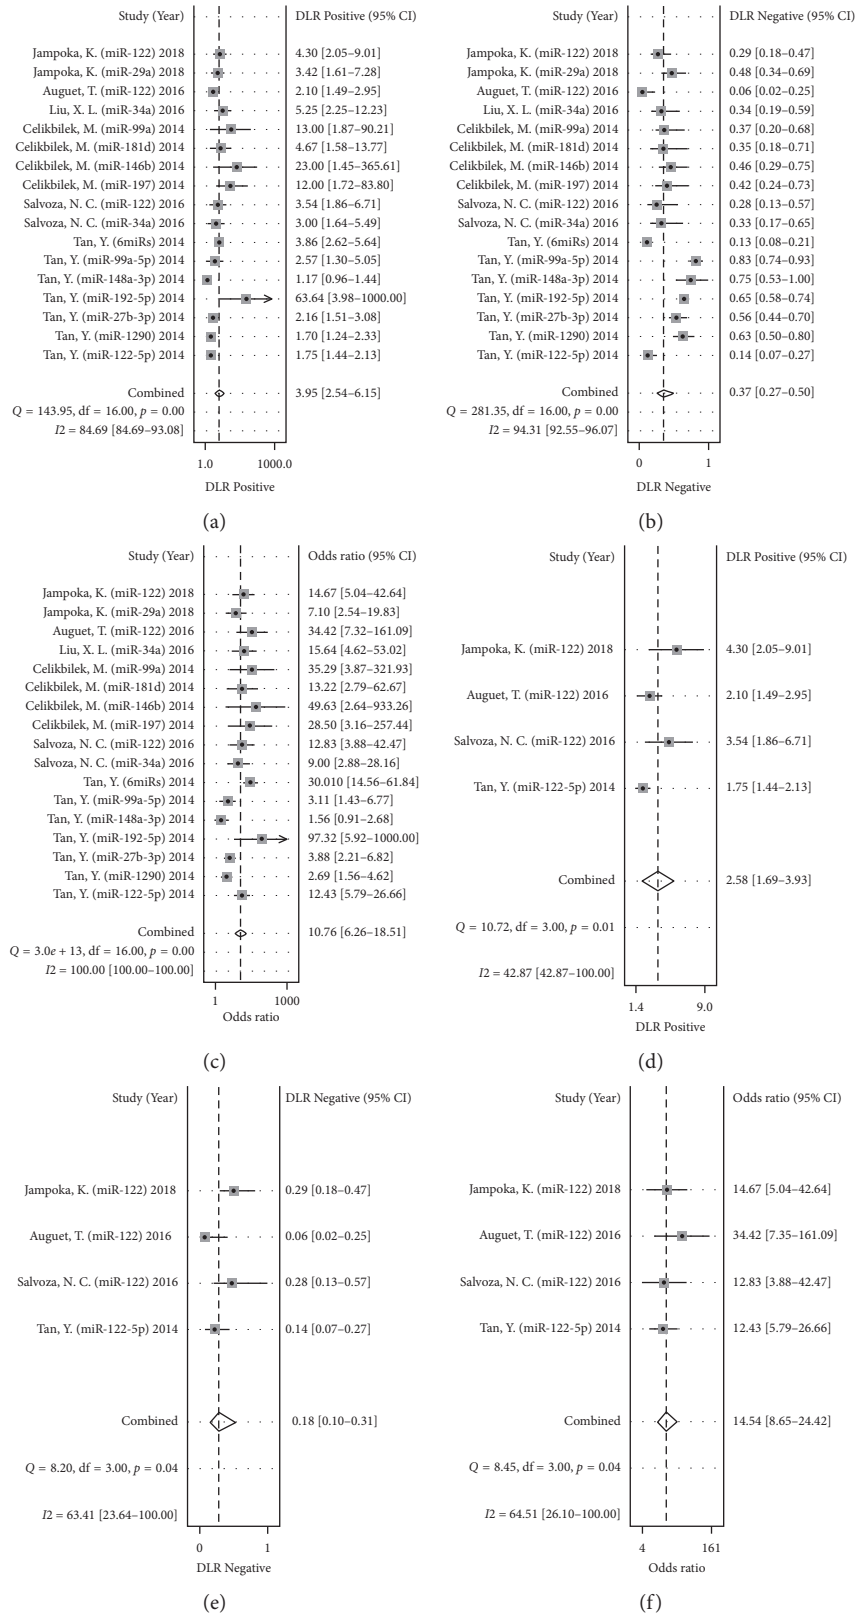 Study (Year) DLR Positive (95% CI)
Jampoka, K. (miR-122) 2018 4.30 [2.05–9.01]
Jampoka, K. (miR-29a) 2018 3.42 [1.61–7.28]
Auguet, T. (miR-122) 2016 2.10 [1.49–2.95]
Liu, X. L. (miR-34a) 2016 5.25 [2.25–12.23]
Celikbilek, M. (miR-99a) 2014 13.00 [1.87–90.21]
Celikbilek, M. (miR-181d) 2014 4.67 [1.58–13.77]
Celikbilek, M. (miR-146b) 2014 23.00 [1.45–365.61]
Celikbilek, M. (miR-197) 2014 12.00 [1.72–83.80]
Salvoza, N. C. (miR-122) 2016 3.54 [1.86–6.71]
Salvoza, N. C. (miR-34a) 2016 3.00 [1.64–5.49]
Tan, Y. (6miRs) 2014 3.86 [2.62–5.64]
Tan, Y. (miR-99a-5p) 2014 2.57 [1.30–5.05]
Tan, Y. (miR-148a-3p) 2014 1.17 [0.96–1.44]
Tan, Y. (miR-192-5p) 2014 63.64 [3.98–1000.00]
Tan, Y. (miR-27b-3p) 2014 2.16 [1.51–3.08]
Tan, Y. (miR-1290) 2014 1.70 [1.24–2.33]
Tan, Y. (miR-122-5p) 2014 1.75 [1.44–2.13]
Combined 3.95 [2.54–6.15]
Q = 143.95, df = 16.00, p = 0.00
I2 = 84.69 [84.69–93.08]
1.0 1000.0
DLR Positive
(a)
Study (Year) DLR Negative (95% CI)
Jampoka, K. (miR-122) 2018 0.29 [0.18–0.47]
Jampoka, K. (miR-29a) 2018 0.48 [0.34–0.69]
Auguet, T. (miR-122) 2016 0.06 [0.02–0.25]
Liu, X. L. (miR-34a) 2016 0.34 [0.19–0.59]
Celikbilek, M. (miR-99a) 2014 0.37 [0.20–0.68]
Celikbilek, M. (miR-181d) 2014 0.35 [0.18–0.71]
Celikbilek, M. (miR-146b) 2014 0.46 [0.29–0.75]
Celikbilek, M. (miR-197) 2014 0.42 [0.24–0.73]
Salvoza, N. C. (miR-122) 2016 0.28 [0.13–0.57]
Salvoza, N. C. (miR-34a) 2016 0.33 [0.17–0.65]
Tan, Y. (6miRs) 2014 0.13 [0.08–0.21]
Tan, Y. (miR-99a-5p) 2014 0.83 [0.74–0.93]
Tan, Y. (miR-148a-3p) 2014 0.75 [0.53–1.00]
Tan, Y. (miR-192-5p) 2014 0.65 [0.58–0.74]
Tan, Y. (miR-27b-3p) 2014 0.56 [0.44–0.70]
Tan, Y. (miR-1290) 2014 0.63 [0.50–0.80]
Tan, Y. (miR-122-5p) 2014 0.14 [0.07–0.27]
Combined 0.37 [0.27–0.50]
Q = 281.35, df = 16.00, p = 0.00
I2 = 94.31 [92.55–96.07]
0 1
DLR Negative
(b)
Study (Year) Odds ratio (95% CI)
Jampoka, K. (miR-122) 2018 14.67 [5.04–42.64]
Jampoka, K. (miR-29a) 2018 7.10 [2.54–19.83]
Auguet, T. (miR-122) 2016 34.42 [7.32–161.09]
Liu, X. L. (miR-34a) 2016 15.64 [4.62–53.02]
Celikbilek, M. (miR-99a) 2014 35.29 [3.87–321.93]
Celikbilek, M. (miR-181d) 2014 13.22 [2.79–62.67]
Celikbilek, M. (miR-146b) 2014 49.63 [2.64–933.26]
Celikbilek, M. (miR-197) 2014 28.50 [3.16–257.44]
Salvoza, N. C. (miR-122) 2016 12.83 [3.88–42.47]
Salvoza, N. C. (miR-34a) 2016 9.00 [2.88–28.16]
Tan, Y. (6miRs) 2014 30.010 [14.56–61.84]
Tan, Y. (miR-99a-5p) 2014 3.11 [1.43–6.77]
Tan, Y. (miR-148a-3p) 2014 1.56 [0.91–2.68]
Tan, Y. (miR-192-5p) 2014 97.32 [5.92–1000.00]
Tan, Y. (miR-27b-3p) 2014 3.88 [2.21–6.82]
Tan, Y. (miR-1290) 2014 2.69 [1.56–4.62]
Tan, Y. (miR-122-5p) 2014 12.43 [5.79–26.66]
Combined 10.76 [6.26–18.51]
Q = 3.0e + 13, df = 16.00, p = 0.00
I2 = 100.00 [100.00–100.00]
1 1000
Odds ratio
(c)
Study (Year) DLR Positive (95% CI)
Jampoka, K. (miR-122) 2018 4.30 [2.05–9.01]
Auguet, T. (miR-122) 2016 2.10 [1.49–2.95]
Salvoza, N. C. (miR-122) 2016 3.54 [1.86–6.71]
Tan, Y. (miR-122-5p) 2014 1.75 [1.44–2.13]
Combined 2.58 [1.69–3.93]
Q = 10.72, df = 3.00, p = 0.01
I2 = 42.87 [42.87–100.00]
1.4 9.0
DLR Positive
(d)
Study (Year) DLR Negative (95% CI)
Jampoka, K. (miR-122) 2018 0.29 [0.18–0.47]
Auguet, T. (miR-122) 2016 0.06 [0.02–0.25]
Salvoza, N. C. (miR-122) 2016 0.28 [0.13–0.57]
Tan, Y. (miR-122-5p) 2014 0.14 [0.07–0.27]
Combined 0.18 [0.10–0.31]
Q = 8.20, df = 3.00, p = 0.04
I2 = 63.41 [23.64–100.00]
0 1
DLR Negative
(e)
Study (Year) Odds ratio (95% CI)
Jampoka, K. (miR-122) 2018 14.67 [5.04–42.64]
Auguet, T. (miR-122) 2016 34.42 [7.35–161.09]
Salvoza, N. C. (miR-122) 2016 12.83 [3.88–42.47]
Tan, Y. (miR-122-5p) 2014 12.43 [5.79–26.66]
Combined 14.54 [8.65–24.42]
Q = 8.45, df = 3.00, p = 0.04
I2 = 64.51 [26.10–100.00]
4 161
Odds ratio
(f)